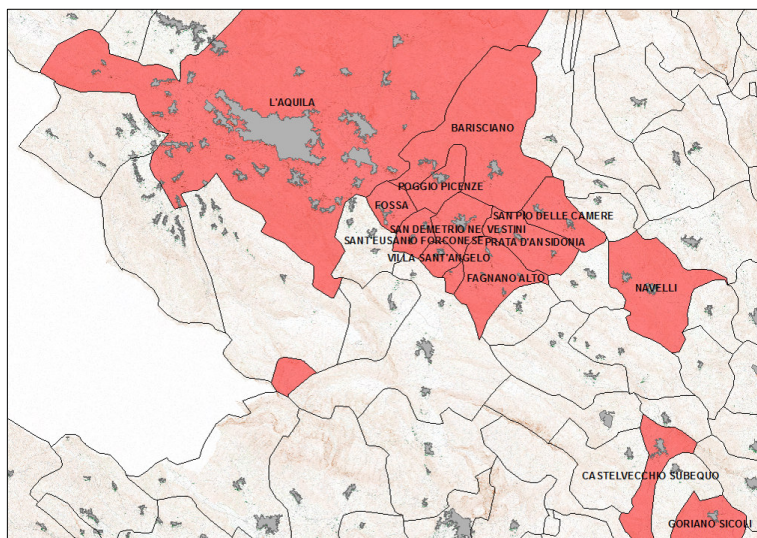 L'AQUILA
BARISCIANO
POGGIO PICENZE
FOSSA
SAN PIO DELLE CAMERE
SAN DEMETRIO NE' VESTINI
SANT'EUSANIO FORCONESE
PRATA D'ANSIDONIA
VILLA SANT'ANGELO
FAGNANO ALTO
NAVELLI
CASTELVECCHIO SUBEQUO
GORIANO SICOLI